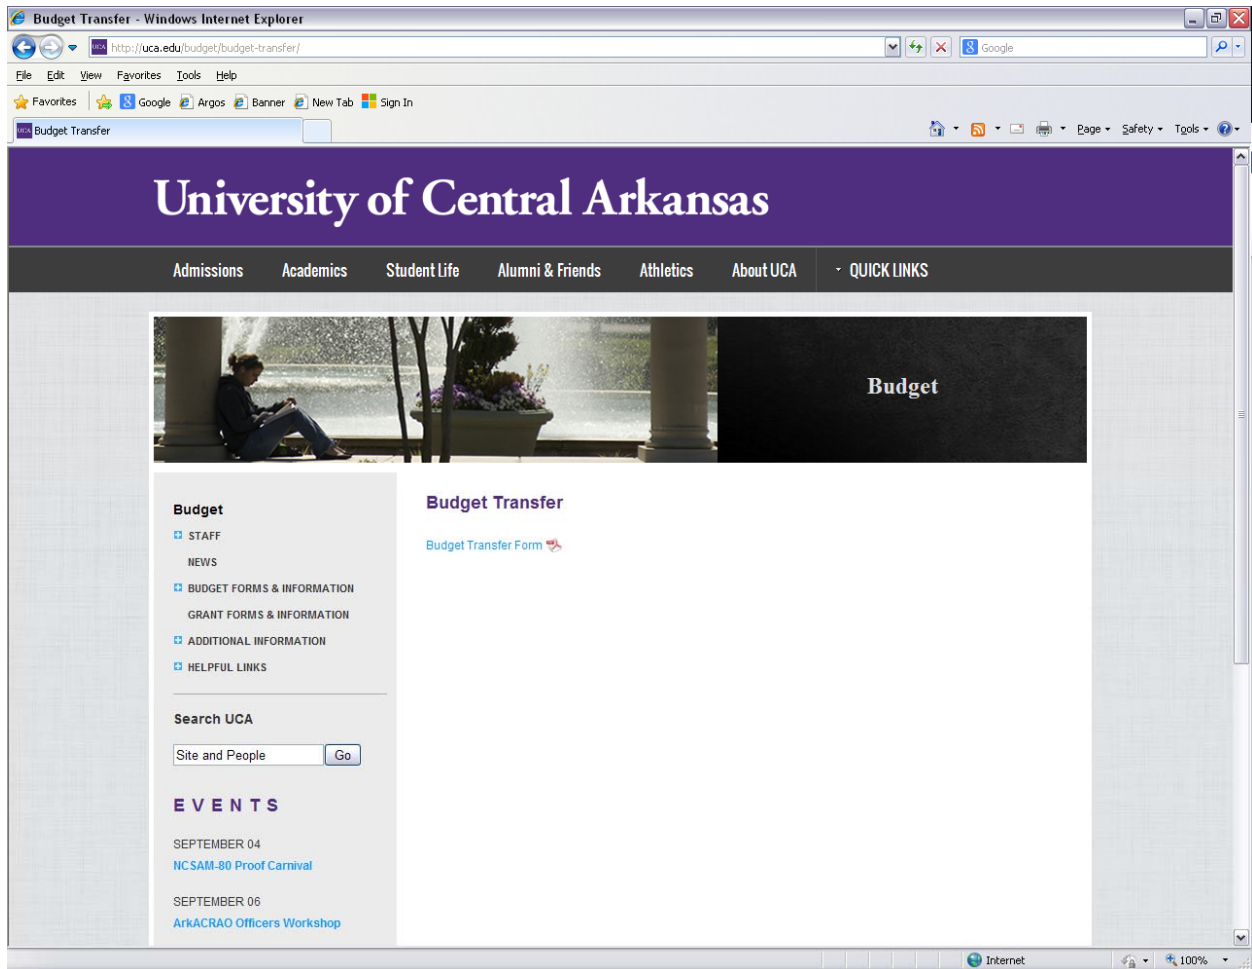 Budget Transfer - Windows Internet Explorer
UCA http://uca.edu/budget/budget-transfer/ 8 Google
File Edit View Favorites Tools Help
Favorites 8 Google Argos Banner New Tab Sign In
UCA Budget Transfer Page Safety Tools ?
University of Central Arkansas
Admissions Academics Student Life Alumni & Friends Athletics About UCA QUICK LINKS
Budget
Budget
STAFF
NEWS
BUDGET FORMS & INFORMATION
GRANT FORMS & INFORMATION
ADDITIONAL INFORMATION
HELPFUL LINKS
Search UCA
Site and People Go
EVENTS
SEPTEMBER 04
NCSAM-80 Proof Carnival
SEPTEMBER 06
ArkACRAO Officers Workshop
Budget Transfer
Budget Transfer Form
Internet 100%